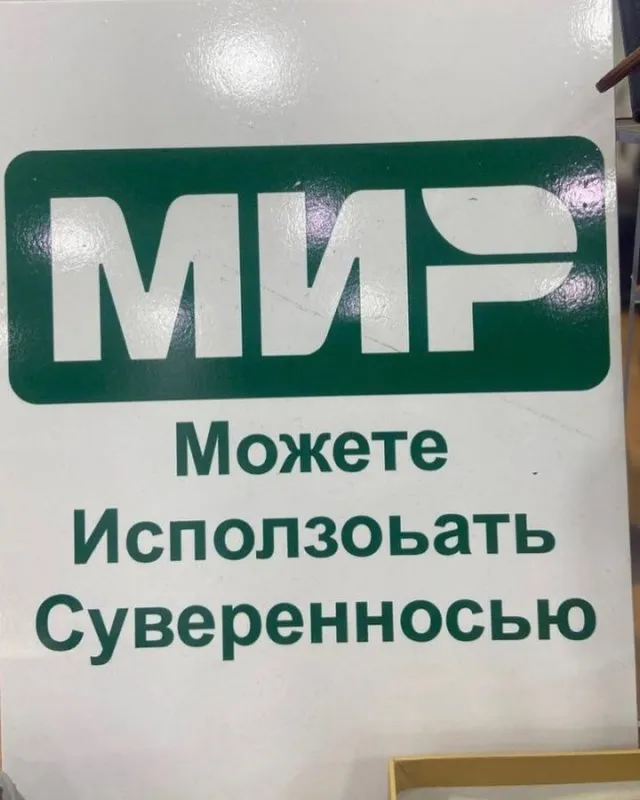 МИР
Можете
Исползоьать
Суверенносью